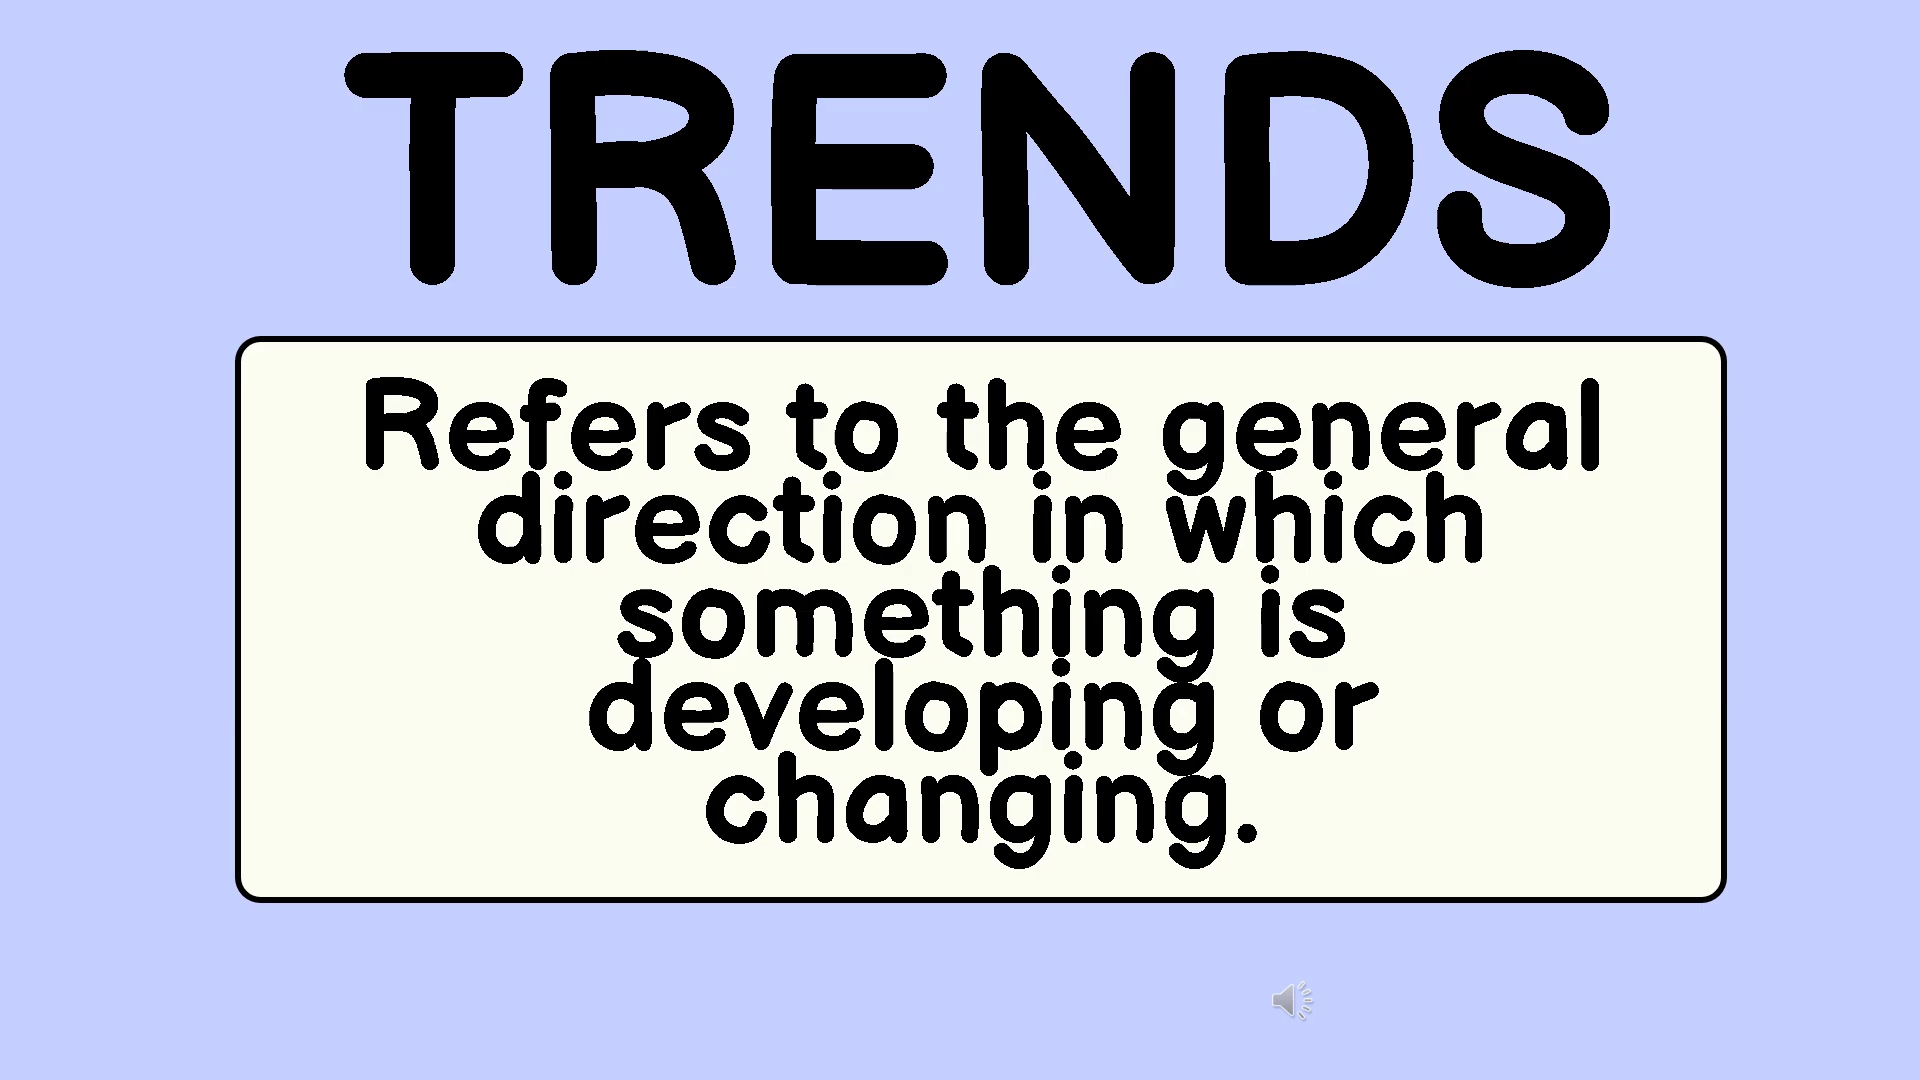 TRENDS
Refers to the general
direction in which
something is
developing or
changing.